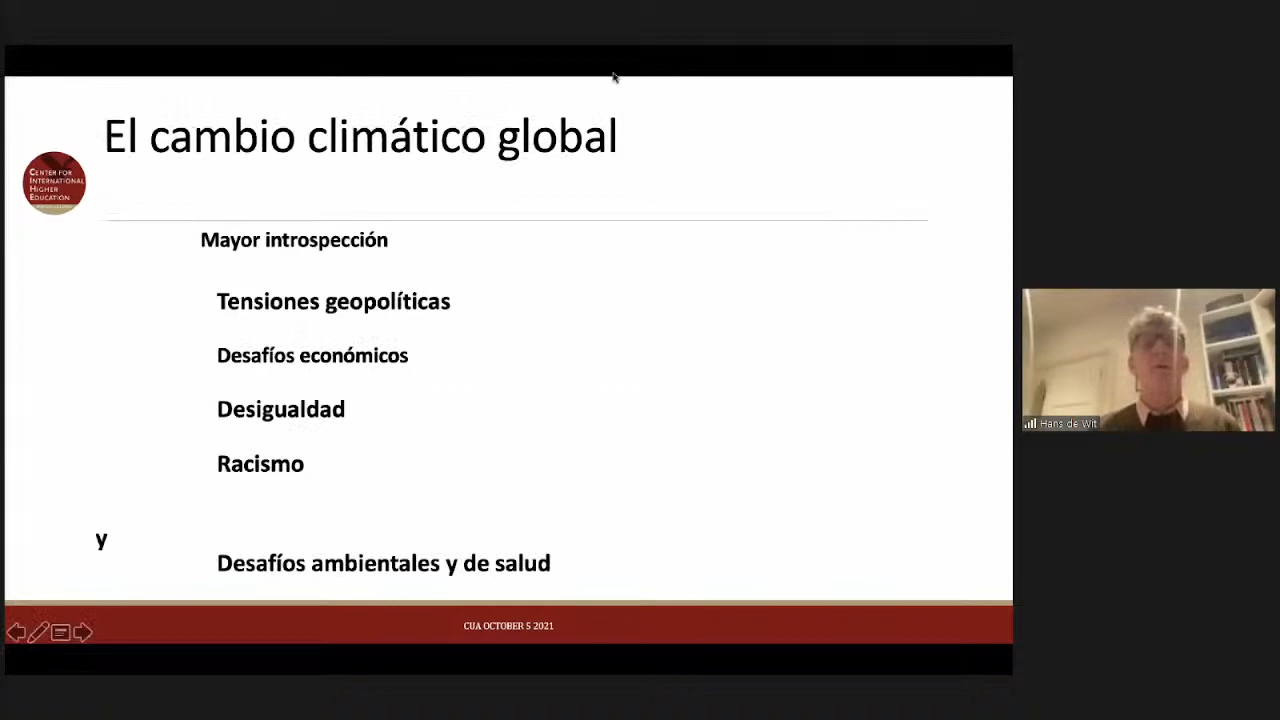 El cambio climático global
CENTER FOR
INTERNATIONAL
HIGHER
EDUCATION
Mayor introspección
Tensiones geopolíticas
Desafíos económicos
Desigualdad
Racismo
y
Desafíos ambientales y de salud
CUA OCTOBER 5 2021
Hans de Wit